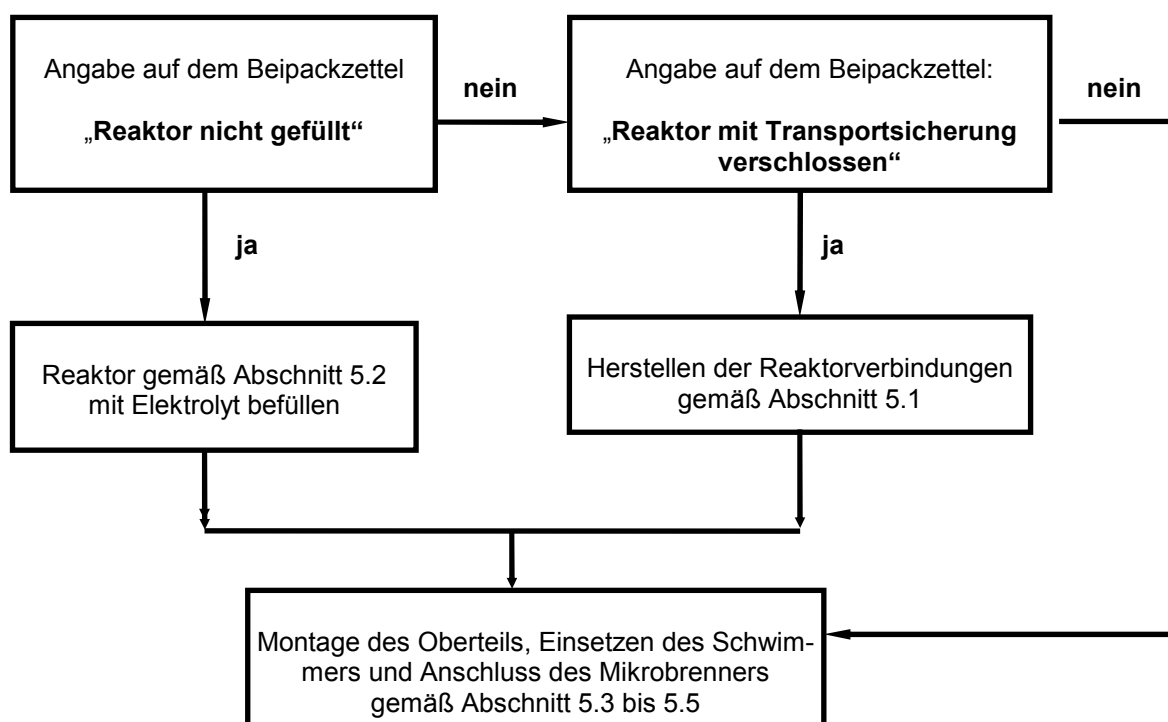 Angabe auf dem Beipackzettel
„Reaktor nicht gefüllt“
nein
Angabe auf dem Beipackzettel:
„Reaktor mit Transportsicherung
verschlossen“
nein
ja
ja
Reaktor gemäß Abschnitt 5.2
mit Elektrolyt befüllen
Herstellen der Reaktorverbindungen
gemäß Abschnitt 5.1
Montage des Oberteils, Einsetzen des Schwim-
mers und Anschluss des Mikrobrenners
gemäß Abschnitt 5.3 bis 5.5